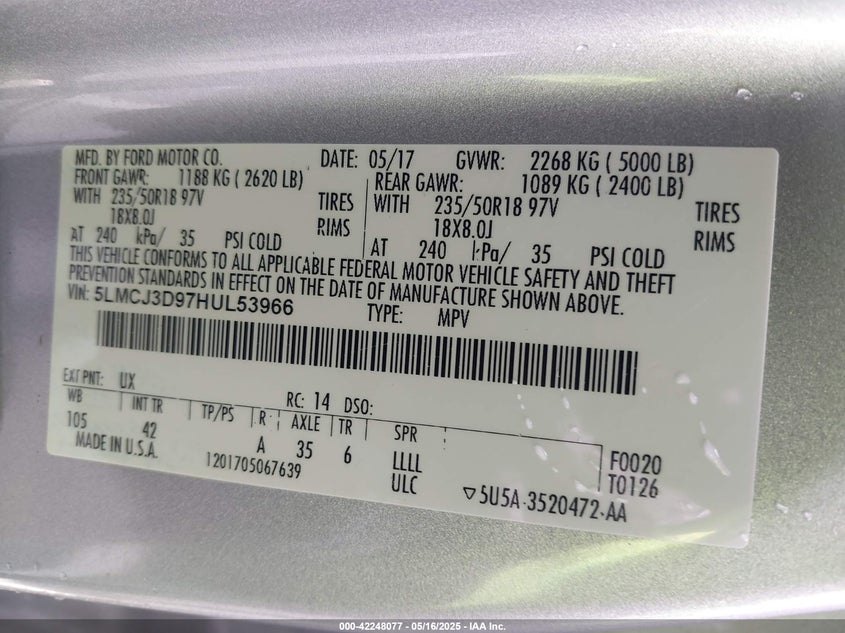 MFD. BY FORD MOTOR CO. DATE: 05/17 GVWR: 2268 KG ( 5000 LB)
FRONT GAWR: 1188 KG ( 2620 LB) REAR GAWR: 1089 KG ( 2400 LB)
WITH 235/50R18 97V TIRES WITH 235/50R18 97V TIRES
18X8.0J RIMS 18X8.0J RIMS
AT 240 kPa/ 35 PSI COLD AT 240 kPa/ 35 PSI COLD
THIS VEHICLE CONFORMS TO ALL APPLICABLE FEDERAL MOTOR VEHICLE SAFETY AND THEFT
PREVENTION STANDARDS IN EFFECT ON THE DATE OF MANUFACTURE SHOWN ABOVE.
VIN: 5LMCJ3D97HUL53966 TYPE: MPV
EXT PNT: UX RC: 14 DSO:
WB INT TR TP/PS R AXLE TR SPR
105 42 A 35 6 LLLL F0020
MADE IN U.S.A. 1201705067639 ULC T0126
▽5U5A-3520472-AA
000-42248077 - 05/16/2025 - IAA Inc.